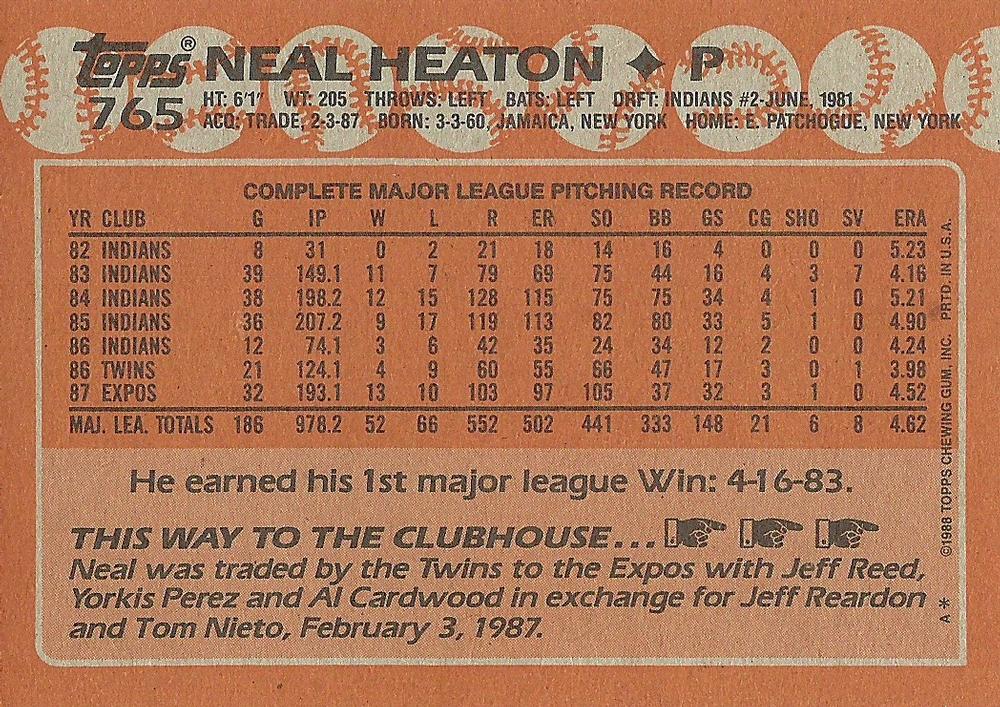 topps® NEAL HEATON ✦ P
765 HT: 6'1" WT: 205 THROWS: LEFT BATS: LEFT DRFT: INDIANS #2-JUNE, 1981
ACQ: TRADE, 2-3-87 BORN: 3-3-60, JAMAICA, NEW YORK HOME: E. PATCHOGUE, NEW YORK
COMPLETE MAJOR LEAGUE PITCHING RECORD
YR CLUB G IP W L R ER SO BB GS CG SHO SV ERA
82 INDIANS 8 31 0 2 21 18 14 16 4 0 0 0 5.23
83 INDIANS 39 149.1 11 7 79 69 75 44 16 4 3 7 4.16
84 INDIANS 38 198.2 12 15 128 115 75 75 34 4 1 0 5.21
85 INDIANS 36 207.2 9 17 119 113 82 80 33 5 1 0 4.90
86 INDIANS 12 74.1 3 6 42 35 24 34 12 2 0 0 4.24
86 TWINS 21 124.1 4 9 60 55 66 47 17 3 0 1 3.98
87 EXPOS 32 193.1 13 10 103 97 105 37 32 3 1 0 4.52
MAJ. LEA. TOTALS 186 978.2 52 66 552 502 441 333 148 21 6 8 4.62
He earned his 1st major league Win: 4-16-83.
THIS WAY TO THE CLUBHOUSE...
Neal was traded by the Twins to the Expos with Jeff Reed,
Yorkis Perez and Al Cardwood in exchange for Jeff Reardon
and Tom Nieto, February 3, 1987.
A* ©1988 TOPPS CHEWING GUM, INC. PRTD. IN U.S.A.